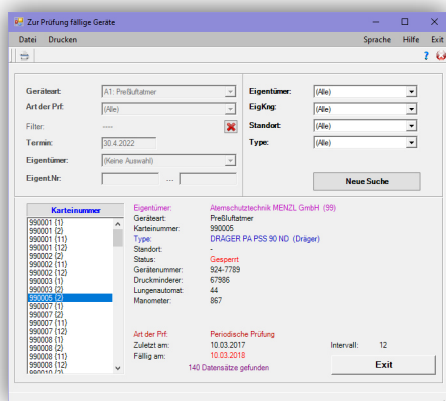 Zur Prüfung fällige Geräte
Datei Drucken Sprache Hilfe Exit
Geräteart: A1: Preßluftatmer
Art der Prf: (Alle)
Filter: ----
Termin: 30.4.2022
Eigentümer: (Keine Auswahl)
Eigent.Nr: ...
Eigentümer: (Alle)
EigKng: (Alle)
Standort: (Alle)
Type: (Alle)
Neue Suche
Karteinummer
990001 (1)
990001 (2)
990001 (11)
990001 (12)
990002 (2)
990002 (11)
990002 (12)
990003 (1)
990003 (2)
990005 (2)
990007 (1)
990007 (2)
990007 (11)
990007 (12)
990008 (1)
990008 (2)
990008 (11)
990008 (12)
990010 (2)
Eigentümer: Atemschutztechnik MENZL GmbH (99)
Geräteart: Preßluftatmer
Karteinummer: 990005
Type: DRÄGER PA PSS 90 ND (Dräger)
Standort: -
Status: Gesperrt
Gerätenummer: 924-7789
Druckminderer: 67986
Lungenautomat: 44
Manometer: 867
Art der Prf: Periodische Prüfung
Zuletzt am: 10.03.2017 Intervall: 12
Fällig am: 10.03.2018
140 Datensätze gefunden
Exit